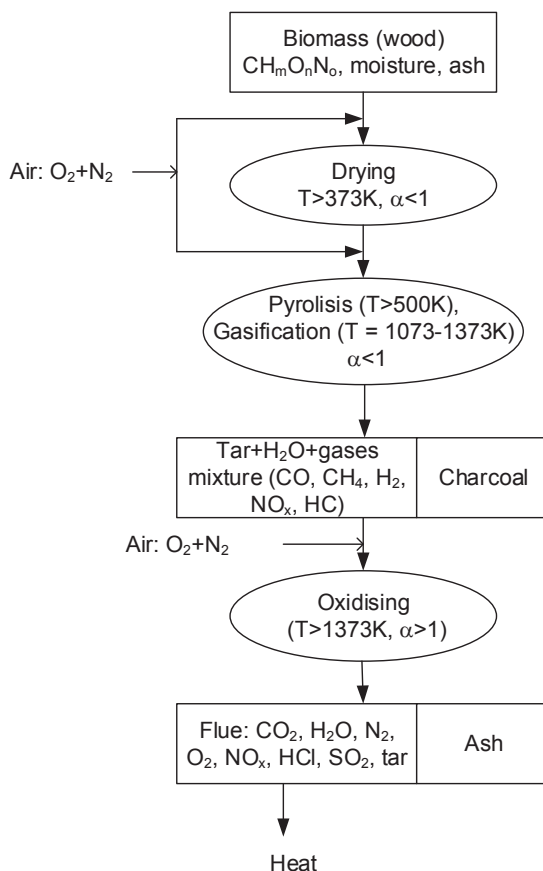 Biomass (wood)
CHₘOₙNₒ, moisture, ash
Air: O₂+N₂
Drying
T>373K, α<1
Pyrolisis (T>500K),
Gasification (T = 1073-1373K)
α<1
Tar+H₂O+gases
mixture (CO, CH₄, H₂,
NOₓ, HC)
Charcoal
Air: O₂+N₂
Oxidising
(T>1373K, α>1)
Flue: CO₂, H₂O, N₂,
O₂, NOₓ, HCl, SO₂, tar
Ash
Heat